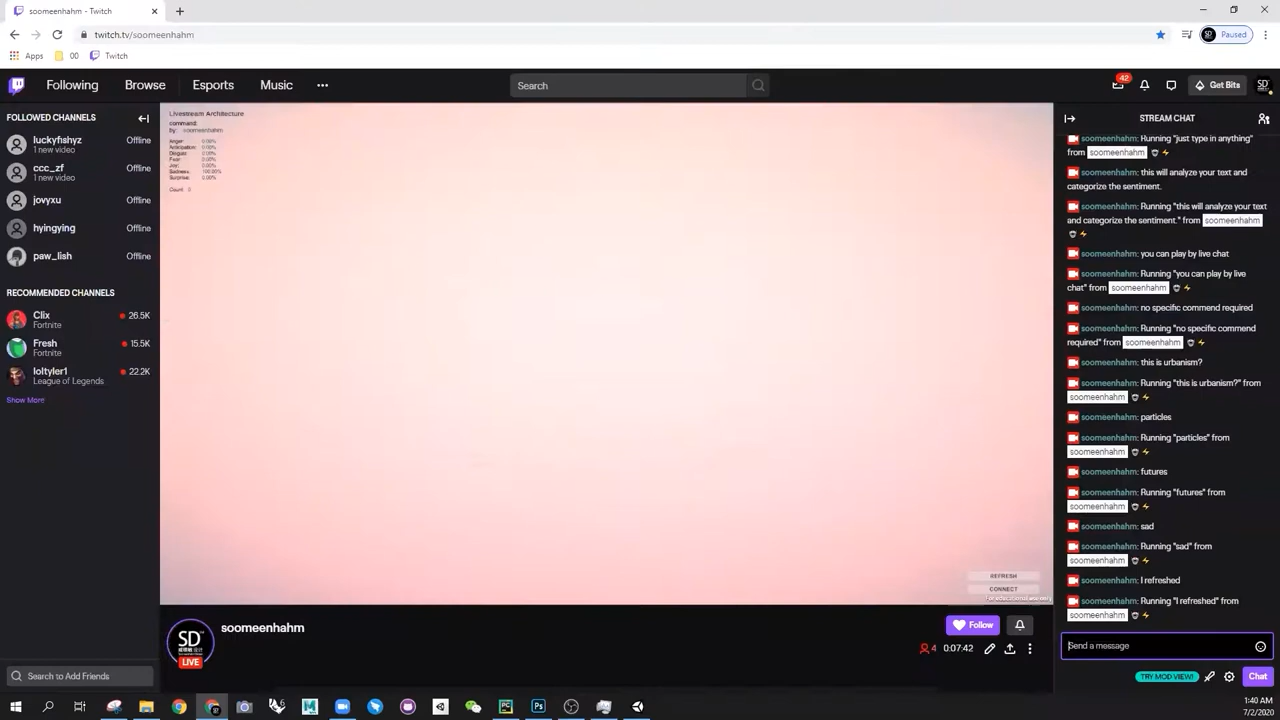 soomeenhahm - Twitch
twitch.tv/soomeenhahm
Paused
Apps
00
Twitch
Following
Browse
Esports
Music
Search
42
Get Bits
FOLLOWED CHANNELS
luckyfishyz
1 new video
Offline
ccc_zf
1 new video
Offline
jovyxu
Offline
hyingying
Offline
paw_lish
Offline
RECOMMENDED CHANNELS
Clix
Fortnite
26.5K
Fresh
Fortnite
15.5K
loltyler1
League of Legends
22.2K
Show More
Search to Add Friends
Livestream Architecture
command:
by: soomeenhahm
Anger: 0.00%
Anticipation: 0.00%
Disgust: 0.00%
Fear: 0.00%
Joy: 0.00%
Sadness: 100.00%
Surprise: 0.00%
Count: 0
REFRESH
CONNECT
For educational use only
SD
LIVE
soomeenhahm
Follow
4
0:07:42
STREAM CHAT
soomeenhahm: Running "just type in anything"
from soomeenhahm
soomeenhahm: this will analyze your text and
categorize the sentiment.
soomeenhahm: Running "this will analyze your text
and categorize the sentiment." from soomeenhahm
soomeenhahm: you can play by live chat
soomeenhahm: Running "you can play by live
chat" from soomeenhahm
soomeenhahm: no specific commend required
soomeenhahm: Running "no specific commend
required" from soomeenhahm
soomeenhahm: this is urbanism?
soomeenhahm: Running "this is urbanism?" from
soomeenhahm
soomeenhahm: particles
soomeenhahm: Running "particles" from
soomeenhahm
soomeenhahm: futures
soomeenhahm: Running "futures" from
soomeenhahm
soomeenhahm: sad
soomeenhahm: Running "sad" from
soomeenhahm
soomeenhahm: I refreshed
soomeenhahm: Running "I refreshed" from
soomeenhahm
Send a message
TRY MOD VIEW!
Chat
1:40 AM
7/2/2020